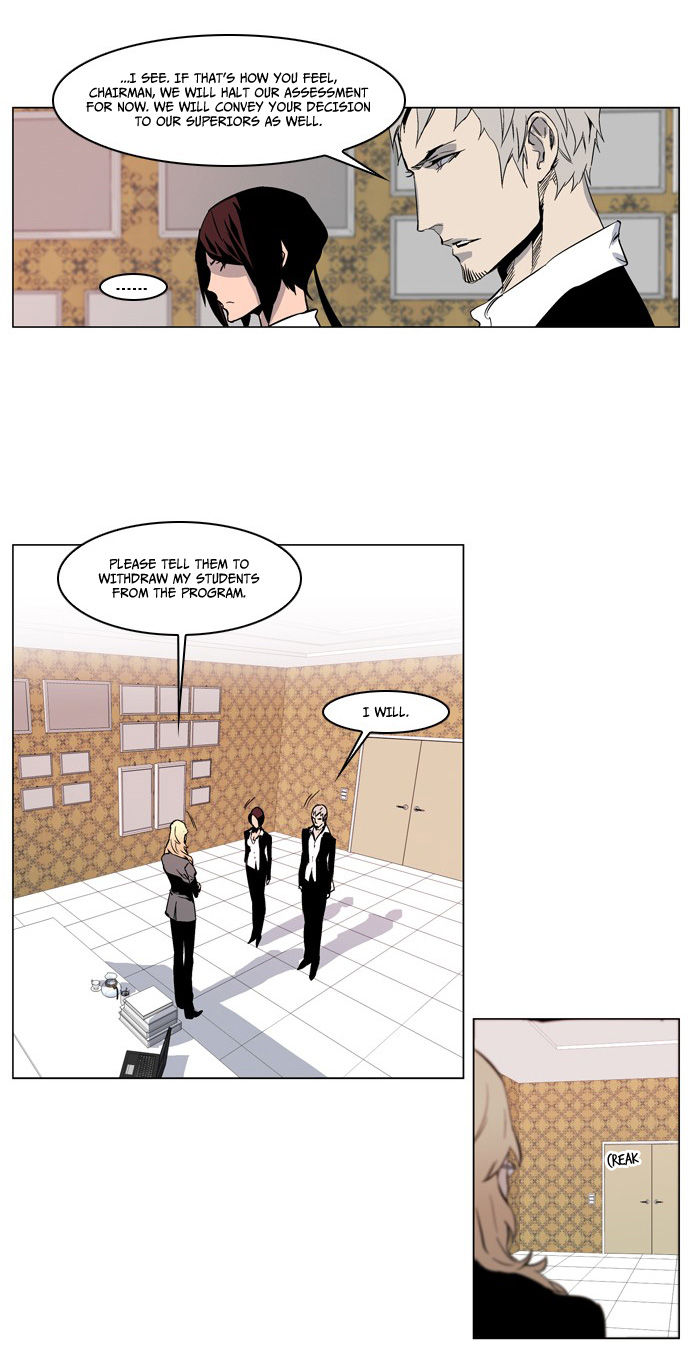 ...I SEE. IF THAT'S HOW YOU FEEL,
CHAIRMAN, WE WILL HALT OUR ASSESSMENT
FOR NOW. WE WILL CONVEY YOUR DECISION
TO OUR SUPERIORS AS WELL.
......
PLEASE TELL THEM TO
WITHDRAW MY STUDENTS
FROM THE PROGRAM.
I WILL.
CREAK